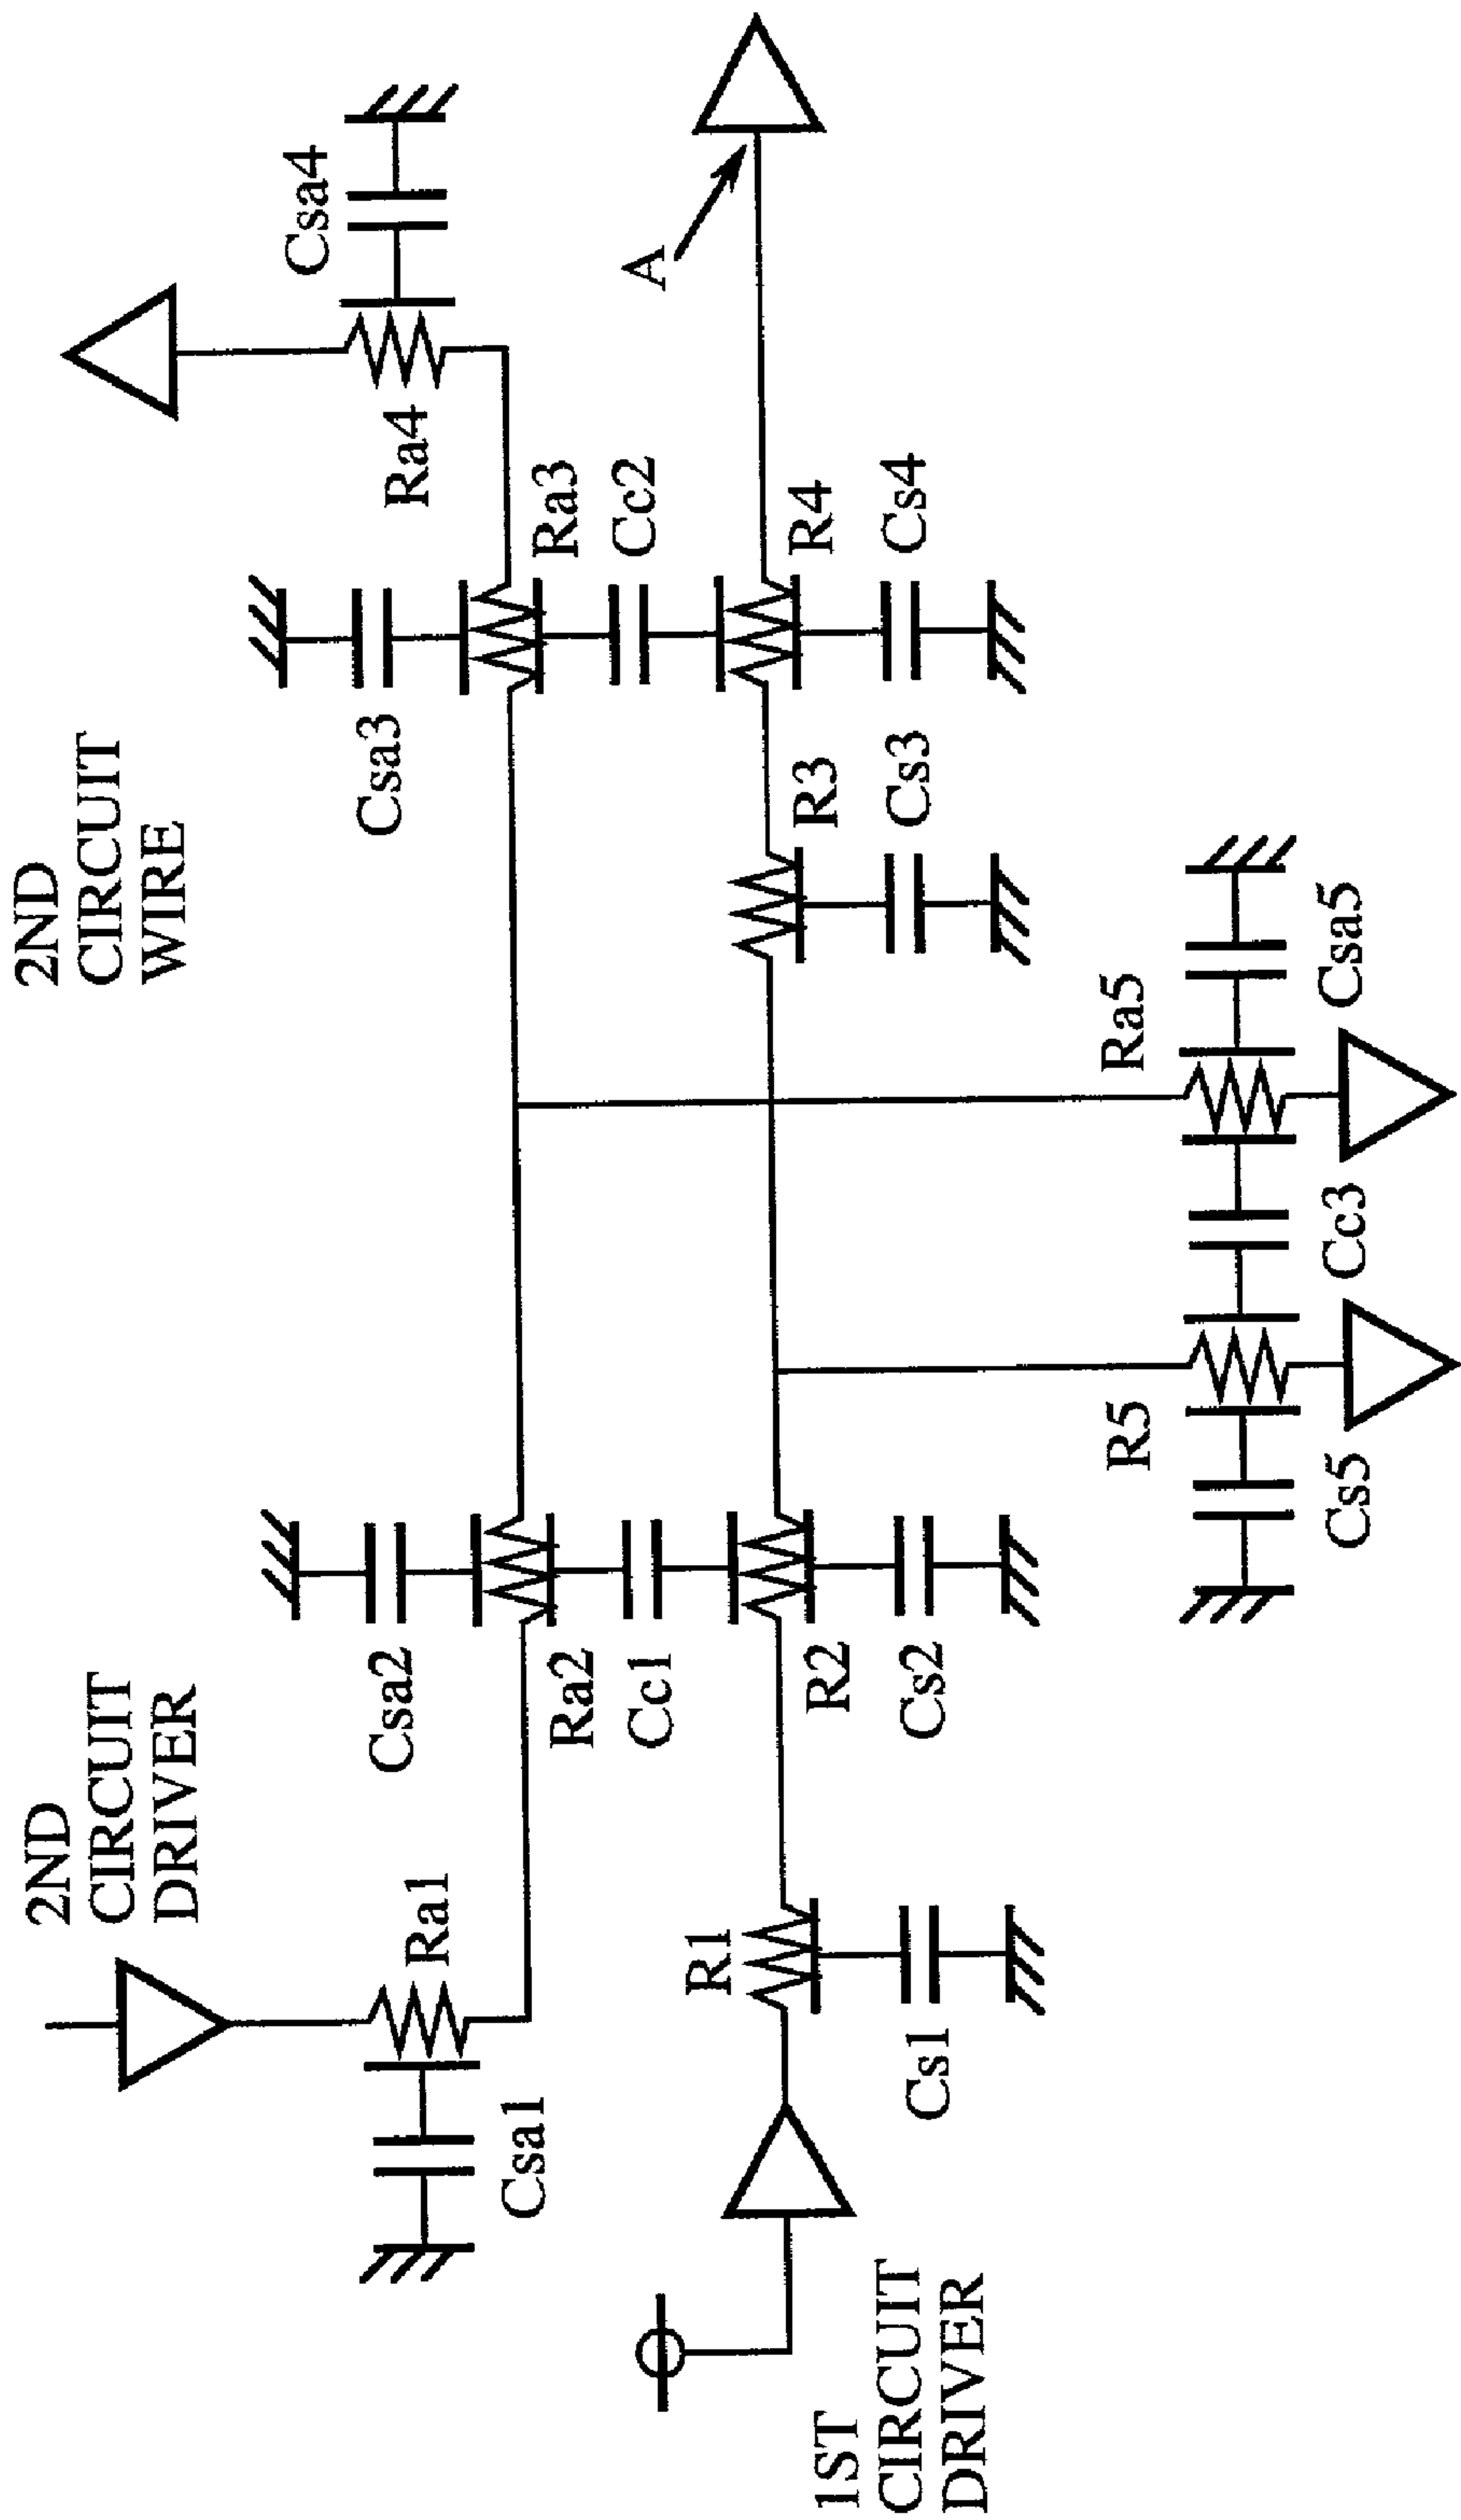 2ND
CIRCUIT
DRIVER
2ND
CIRCUIT
WIRE
Csa4
Ra1
Csa1
Csa2
Csa3
Ra4
Ra2
Ra3
Cc1
Cc2
A
1ST
CIRCUIT
DRIVER
R1
R2
R3
R4
Cs1
Cs2
Cs3
Cs4
R5
Ra5
Cs5
Cc3
Csa5